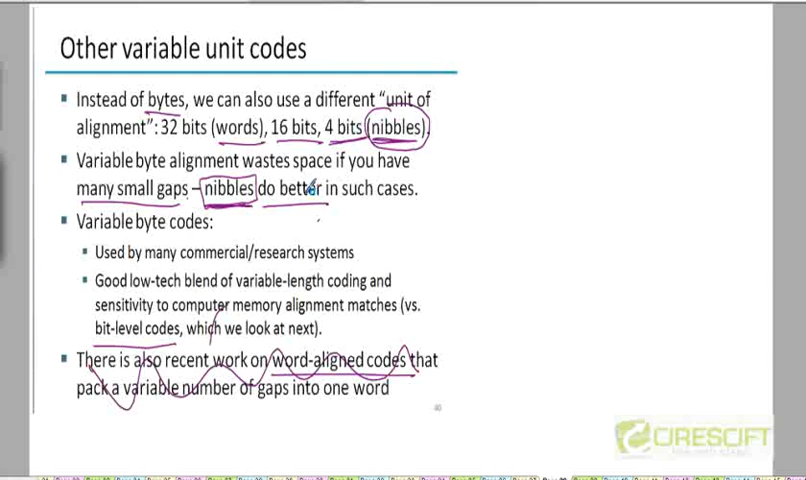 Other variable unit codes
▪ Instead of bytes, we can also use a different “unit of
alignment”: 32 bits (words), 16 bits, 4 bits (nibbles).
▪ Variable byte alignment wastes space if you have
many small gaps – nibbles do better in such cases.
▪ Variable byte codes:
▪ Used by many commercial/research systems
▪ Good low-tech blend of variable-length coding and
sensitivity to computer memory alignment matches (vs.
bit-level codes, which we look at next).
▪ There is also recent work on word-aligned codes that
pack a variable number of gaps into one word
40